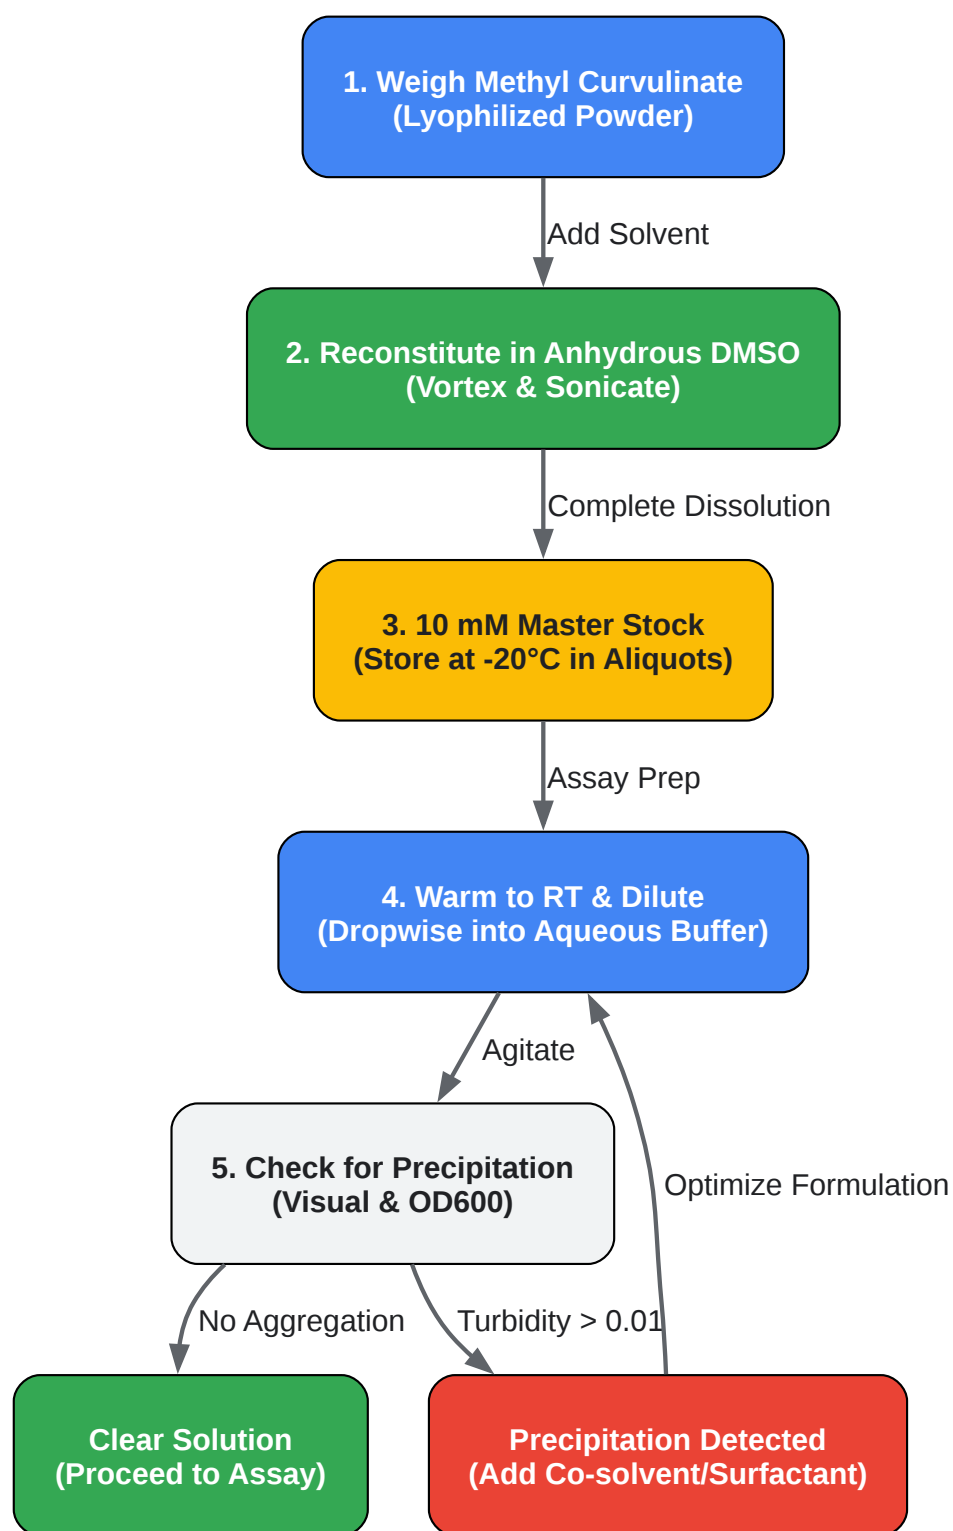 1. Weigh Methyl Curvulinate
(Lyophilized Powder)
Add Solvent
2. Reconstitute in Anhydrous DMSO
(Vortex & Sonicate)
Complete Dissolution
3. 10 mM Master Stock
(Store at -20°C in Aliquots)
Assay Prep
4. Warm to RT & Dilute
(Dropwise into Aqueous Buffer)
Agitate
5. Check for Precipitation
(Visual & OD600)
Optimize Formulation
No Aggregation
Turbidity > 0.01
Clear Solution
(Proceed to Assay)
Precipitation Detected
(Add Co-solvent/Surfactant)